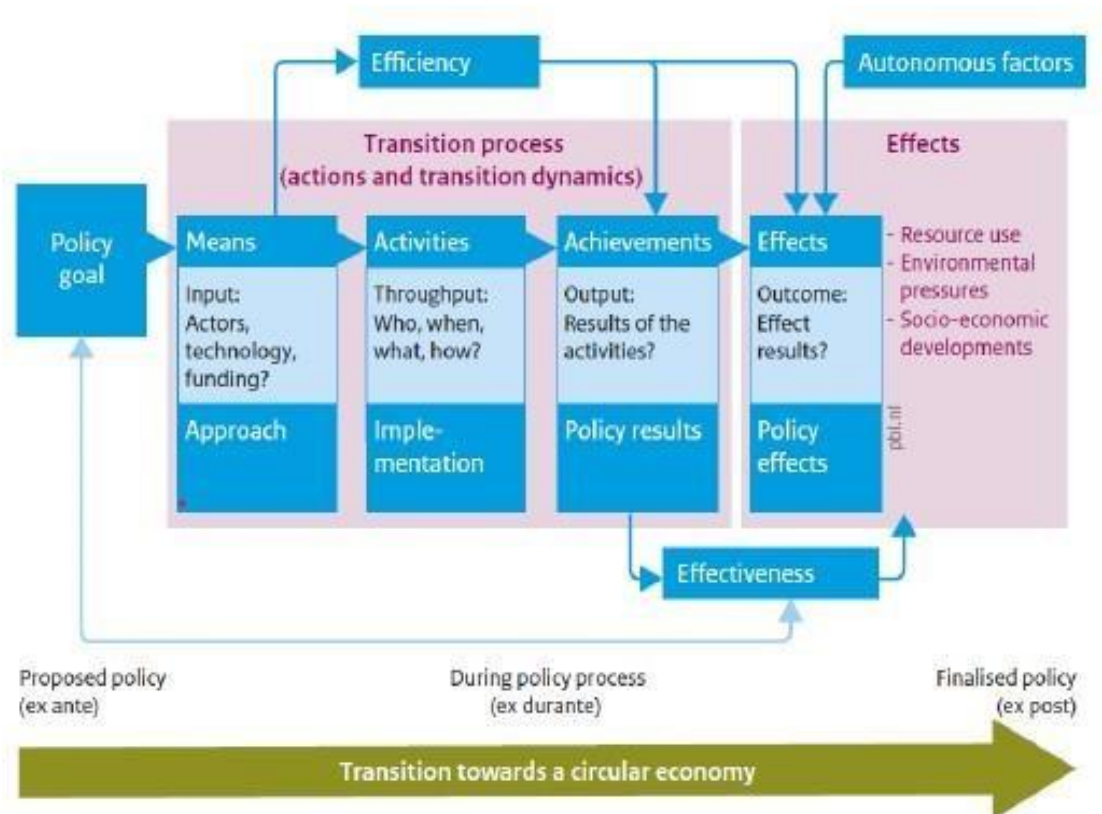 Efficiency
Autonomous factors
Transition process
(actions and transition dynamics)
Effects
Policy
goal
Means
Activities
Achievements
Effects
Input:
Actors,
technology,
funding?
Throughput:
Who, when,
what, how?
Output:
Results of the
activities?
Outcome:
Effect
results?
- Resource use
- Environmental
pressures
- Socio-economic
developments
Approach
Imple-
mentation
Policy results
Policy
effects
pbl.nl
Effectiveness
Proposed policy
(ex ante)
During policy process
(ex durante)
Finalised policy
(ex post)
Transition towards a circular economy